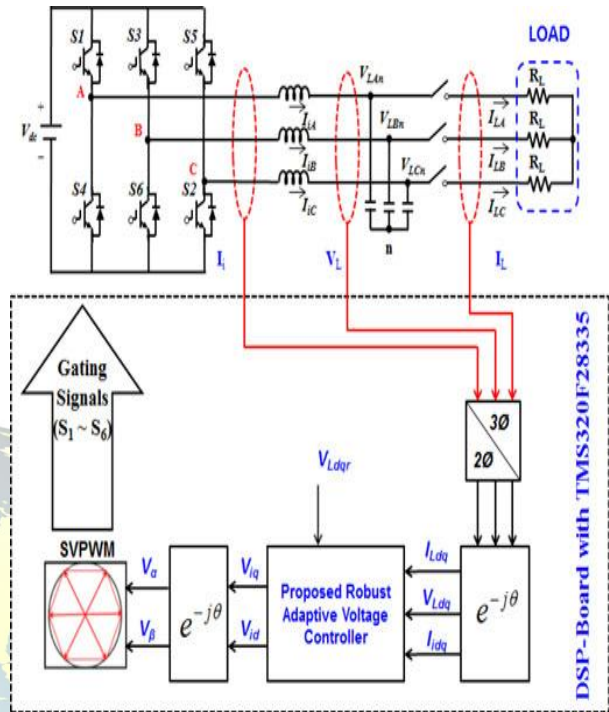 S1
S3
S5
LOAD
A
B
C
+
V_dc
−
V_LAn
V_LBn
V_LCn
I_iA
I_iB
I_iC
I_LA
I_LB
I_LC
R_L
R_L
R_L
S4
S6
S2
n
I_i
V_L
I_L
Gating
Signals
(S_1 ~ S_6)
3Ø
2Ø
V_Ldqr
SVPWM
V_α
V_β
e^{-jθ}
V_iq
V_id
Proposed Robust
Adaptive Voltage
Controller
I_Ldq
V_Ldq
I_idq
e^{-jθ}
DSP-Board with TMS320F28335